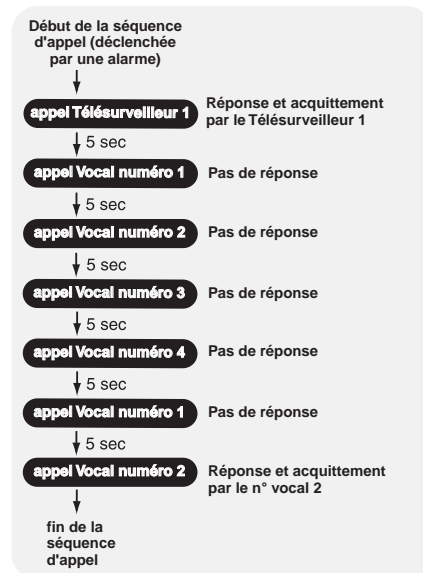 Début de la séquence
d'appel (déclenchée
par une alarme)
appel Télésurveilleur 1
Réponse et acquittement
par le Télésurveilleur 1
5 sec
appel Vocal numéro 1
Pas de réponse
5 sec
appel Vocal numéro 2
Pas de réponse
5 sec
appel Vocal numéro 3
Pas de réponse
5 sec
appel Vocal numéro 4
Pas de réponse
5 sec
appel Vocal numéro 1
Pas de réponse
5 sec
appel Vocal numéro 2
Réponse et acquittement
par le n° vocal 2
fin de la
séquence
d'appel